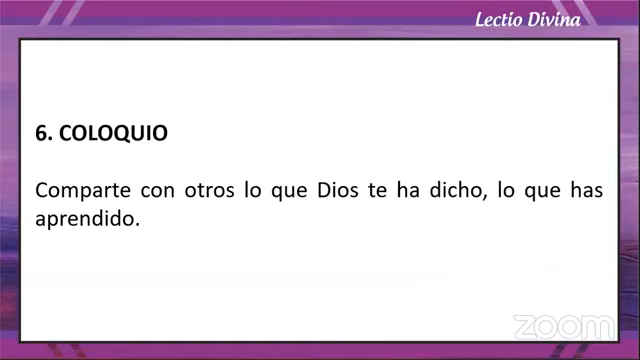 Lectio Divina
6. COLOQUIO
Comparte con otros lo que Dios te ha dicho, lo que has
aprendido.
zoom